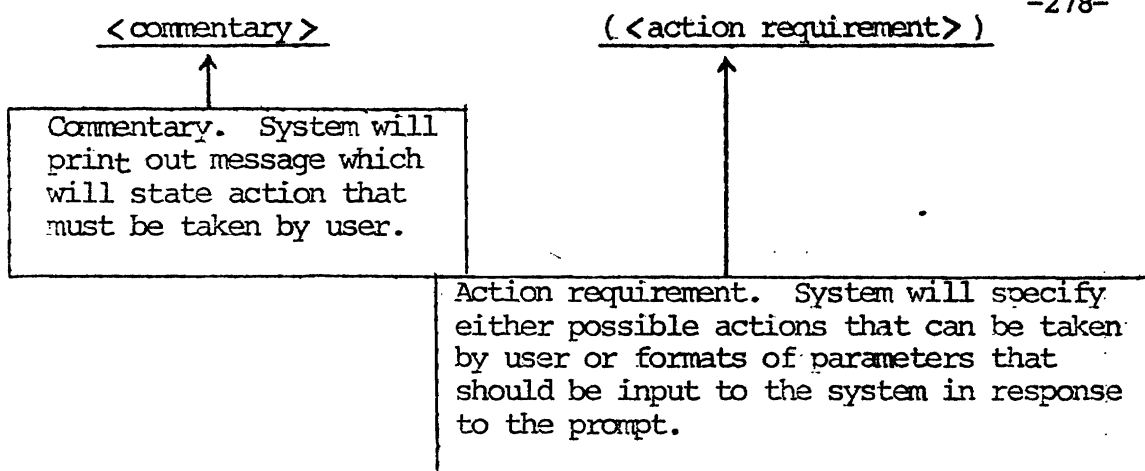 -278-
<commentary> (<action requirement>)
Commentary. System will
print out message which
will state action that
must be taken by user.
Action requirement. System will specify
either possible actions that can be taken
by user or formats of parameters that
should be input to the system in response
to the prompt.